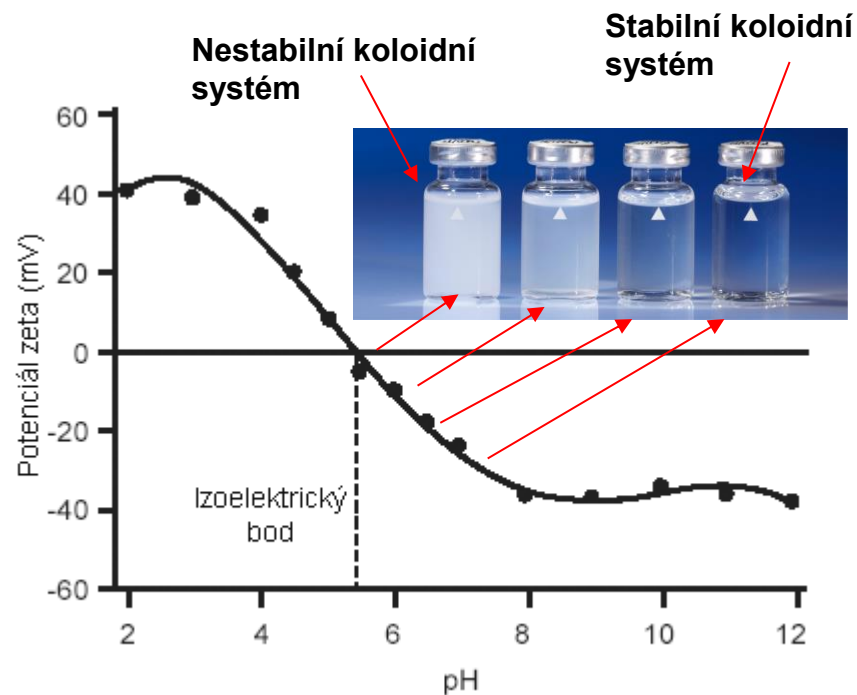 Nestabilní koloidní
systém
Stabilní koloidní
systém
60
40
20
0
-20
-40
-60
Potenciál zeta (mV)
Izoelektrický
bod
2
4
6
8
10
12
pH